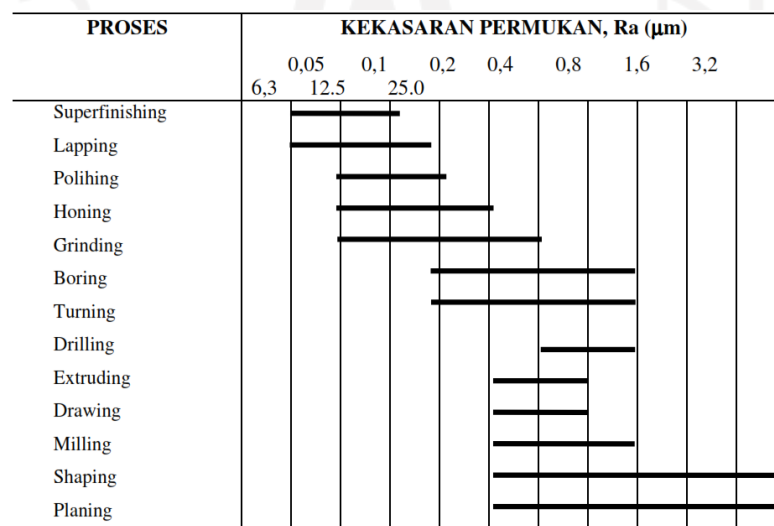 PROSES KEKASARAN PERMUKAN, Ra (µm)
0,05 0,1 0,2 0,4 0,8 1,6 3,2
6,3 12.5 25.0
Superfinishing
Lapping
Polihing
Honing
Grinding
Boring
Turning
Drilling
Extruding
Drawing
Milling
Shaping
Planing